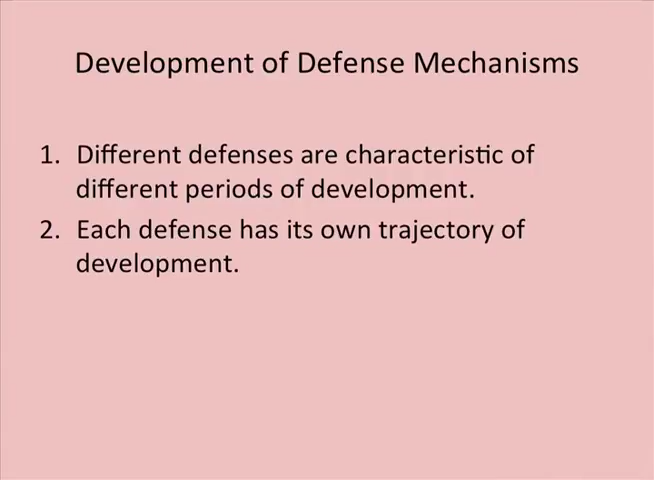 Development of Defense Mechanisms
1. Different defenses are characteristic of
different periods of development.
2. Each defense has its own trajectory of
development.